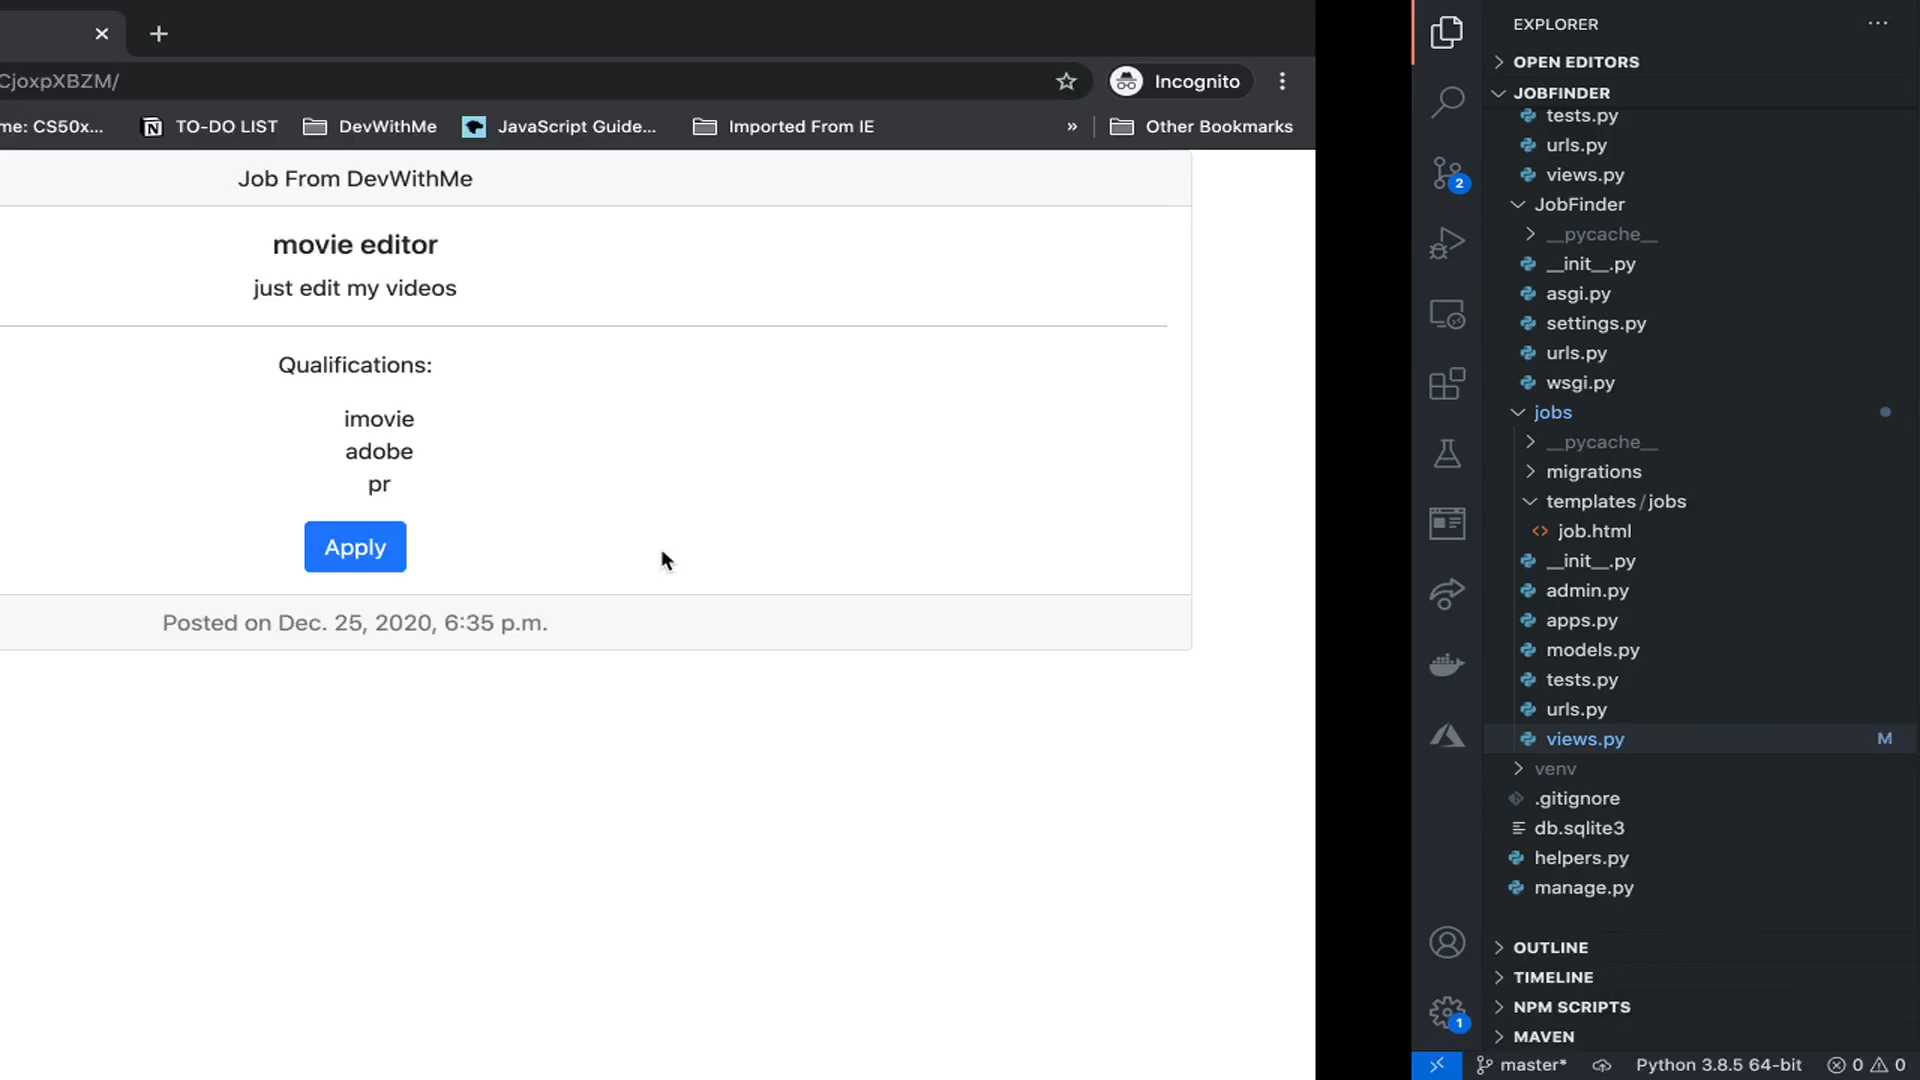 CjoxpXBZM/
Incognito
me: CS50x...
TO-DO LIST
DevWithMe
JavaScript Guide...
Imported From IE
»
Other Bookmarks
Job From DevWithMe
movie editor
just edit my videos
Qualifications:
imovie
adobe
pr
Apply
Posted on Dec. 25, 2020, 6:35 p.m.
EXPLORER
OPEN EDITORS
JOBFINDER
tests.py
urls.py
views.py
JobFinder
__pycache__
__init__.py
asgi.py
settings.py
urls.py
wsgi.py
jobs
__pycache__
migrations
templates/jobs
job.html
__init__.py
admin.py
apps.py
models.py
tests.py
urls.py
views.py M
venv
.gitignore
db.sqlite3
helpers.py
manage.py
OUTLINE
TIMELINE
NPM SCRIPTS
MAVEN
2
1
master* Python 3.8.5 64-bit 0 0